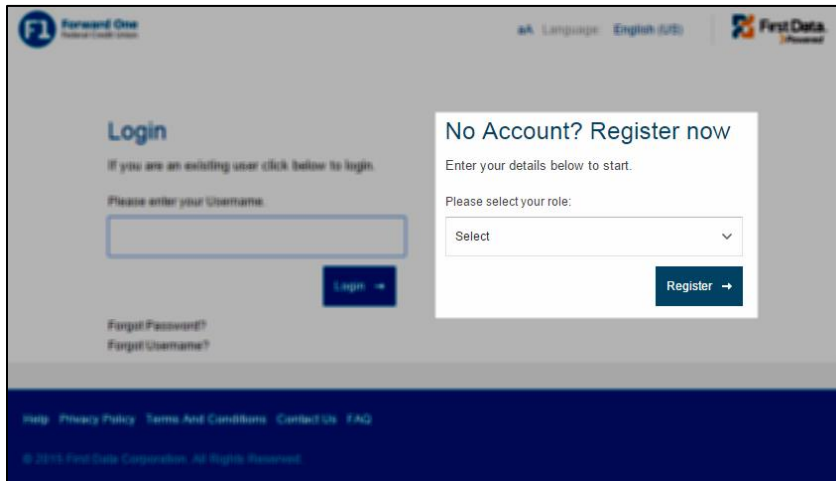 F1 Forward One
Federal Credit Union
aA Language English (US)
First Data.
Powered
Login
If you are an existing user click below to login.
Please enter your Username.
Login →
Forgot Password?
Forgot Username?
No Account? Register now
Enter your details below to start.
Please select your role:
Select
Register →
Help Privacy Policy Terms And Conditions Contact Us FAQ
© 2015 First Data Corporation. All Rights Reserved.